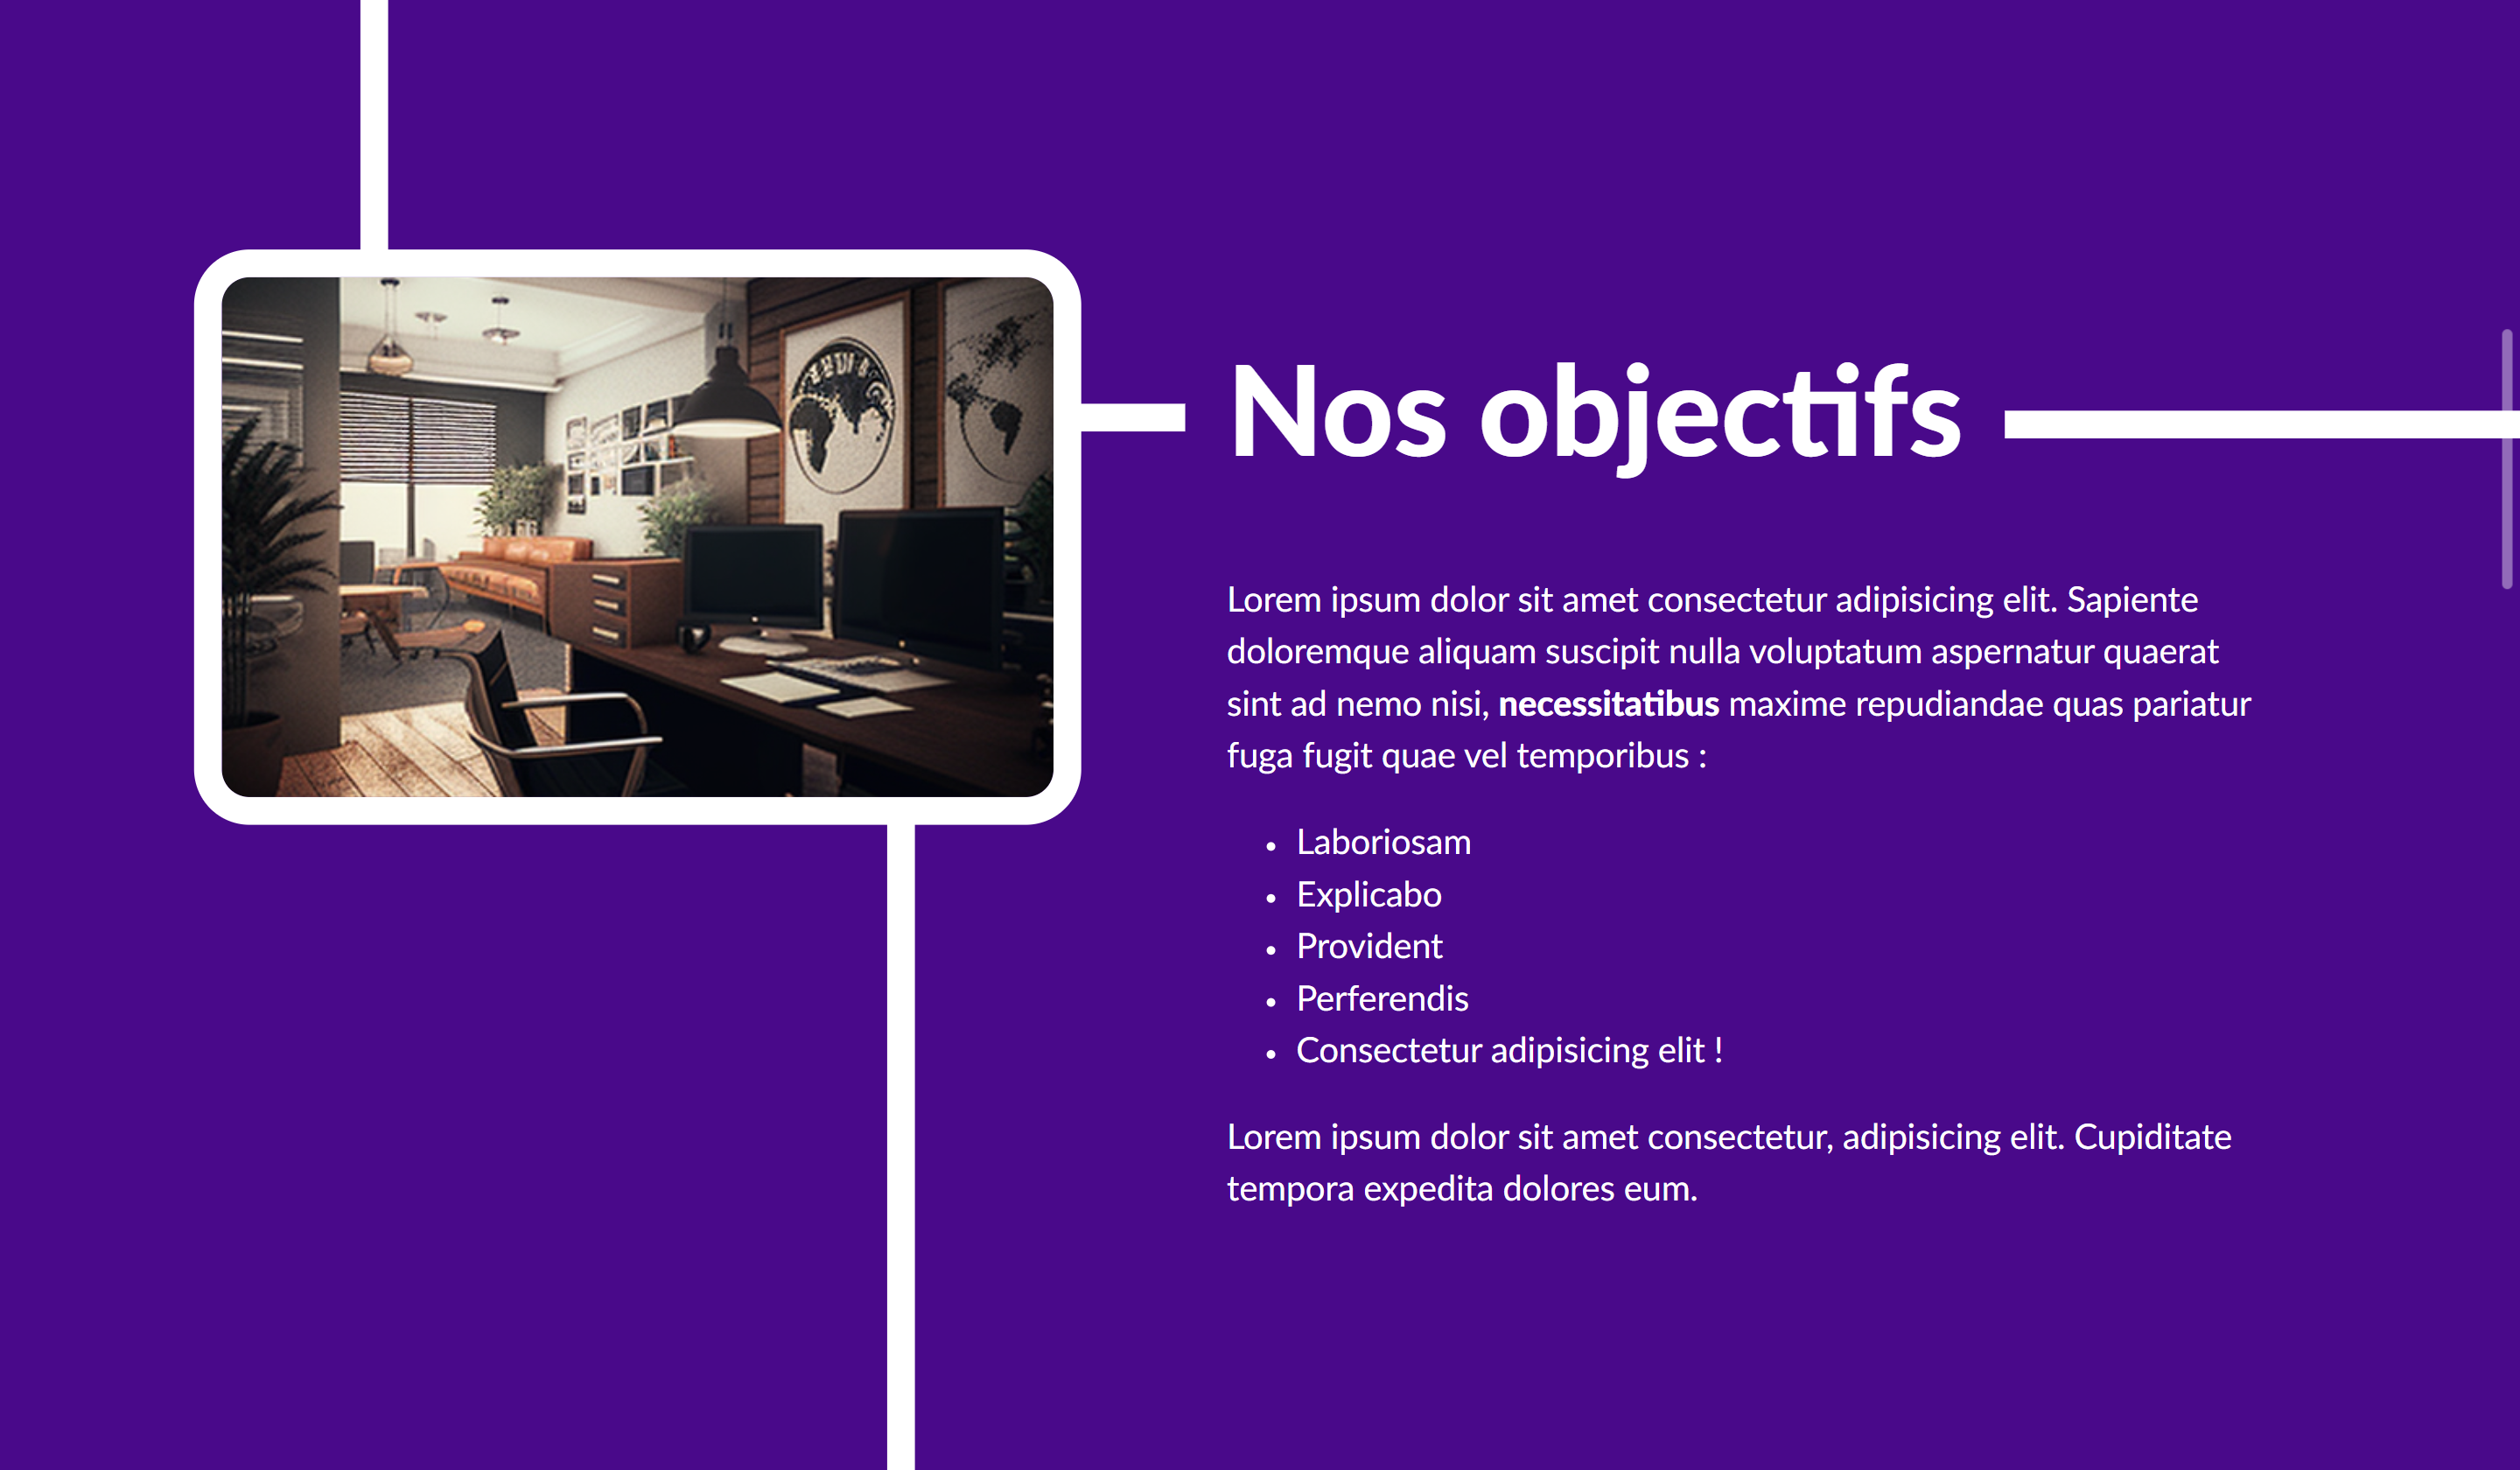 Nos objectifs
Lorem ipsum dolor sit amet consectetur adipisicing elit. Sapiente
doloremque aliquam suscipit nulla voluptatum aspernatur quaerat
sint ad nemo nisi, necessitatibus maxime repudiandae quas pariatur
fuga fugit quae vel temporibus :
• Laboriosam
• Explicabo
• Provident
• Perferendis
• Consectetur adipisicing elit !
Lorem ipsum dolor sit amet consectetur, adipisicing elit. Cupiditate
tempora expedita dolores eum.